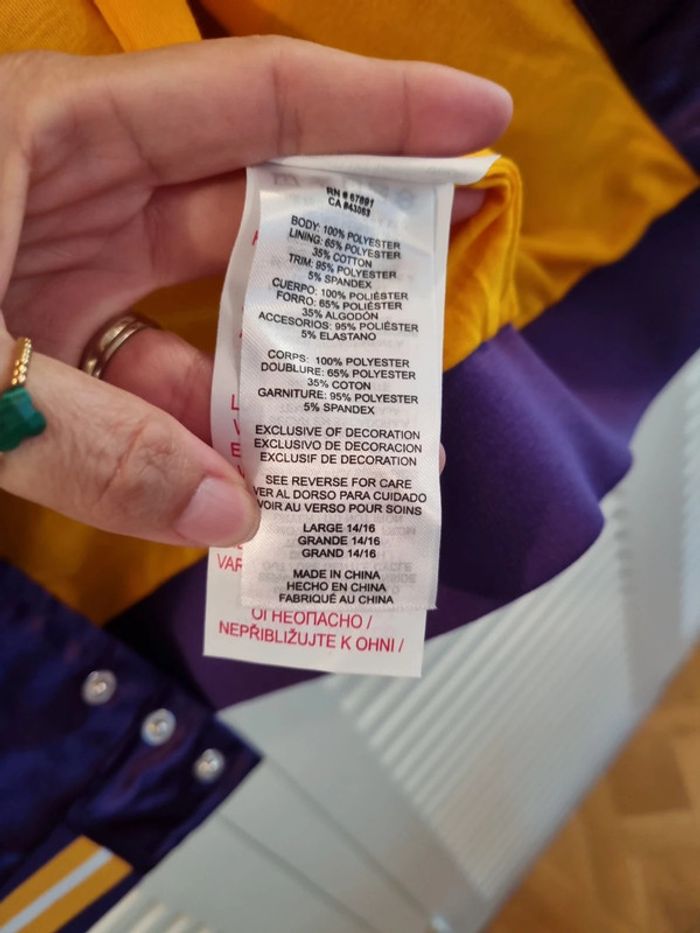 RN # 67891
CA #43063
BODY: 100% POLYESTER
LINING: 65% POLYESTER
35% COTTON
TRIM: 95% POLYESTER
5% SPANDEX
CUERPO: 100% POLIÉSTER
FORRO: 65% POLIÉSTER
35% ALGODÓN
ACCESORIOS: 95% POLIÉSTER
5% ELASTANO
CORPS: 100% POLYESTER
DOUBLURE: 65% POLYESTER
35% COTON
GARNITURE: 95% POLYESTER
5% SPANDEX
EXCLUSIVE OF DECORATION
EXCLUSIVO DE DECORACION
EXCLUSIF DE DECORATION
SEE REVERSE FOR CARE
VER AL DORSO PARA CUIDADO
VOIR AU VERSO POUR SOINS
LARGE 14/16
GRANDE 14/16
GRAND 14/16
MADE IN CHINA
HECHO EN CHINA
FABRIQUÉ AU CHINA
VAR
ОГНЕОПАСНО /
NEPŘIBLIŽUJTE K OHNI /